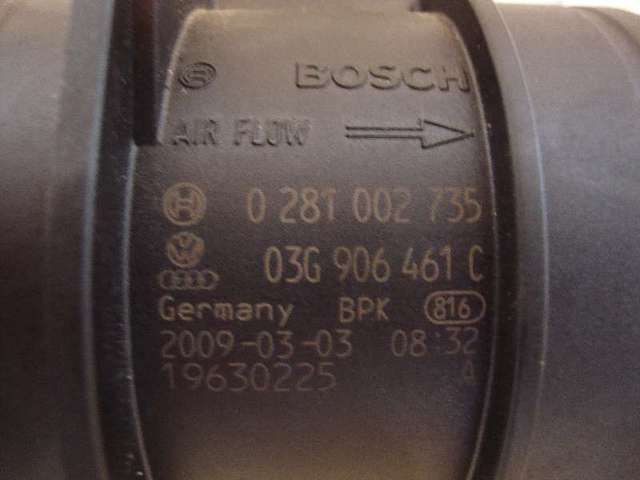 BOSCH
AIR FLOW
0 281 002 735
03G 906 461 C
Germany BPK 816
2009-03-03 08:32
19630225 A